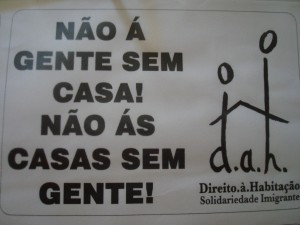 NÃO Á
GENTE SEM
CASA!
NÃO ÁS
CASAS SEM
GENTE!
d.a.h.
Direito.à.Habitação
Solidariedade Imigrante